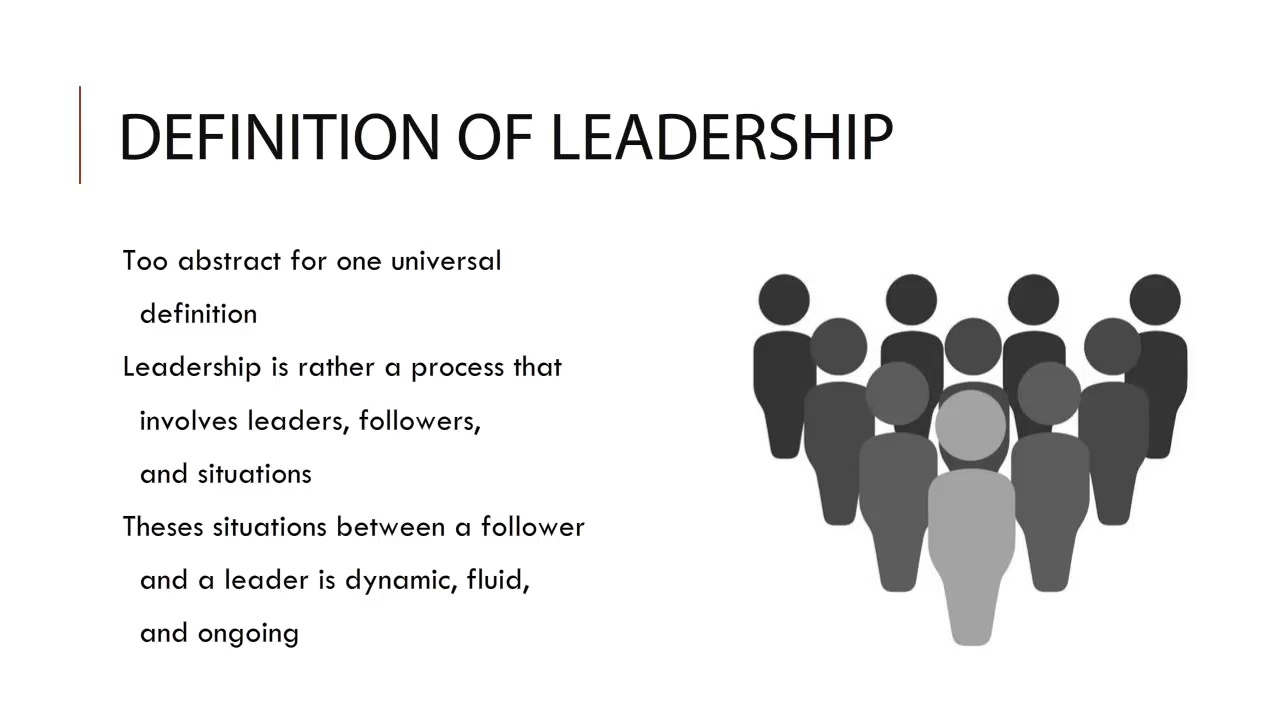 DEFINITION OF LEADERSHIP
Too abstract for one universal
definition
Leadership is rather a process that
involves leaders, followers,
and situations
Theses situations between a follower
and a leader is dynamic, fluid,
and ongoing